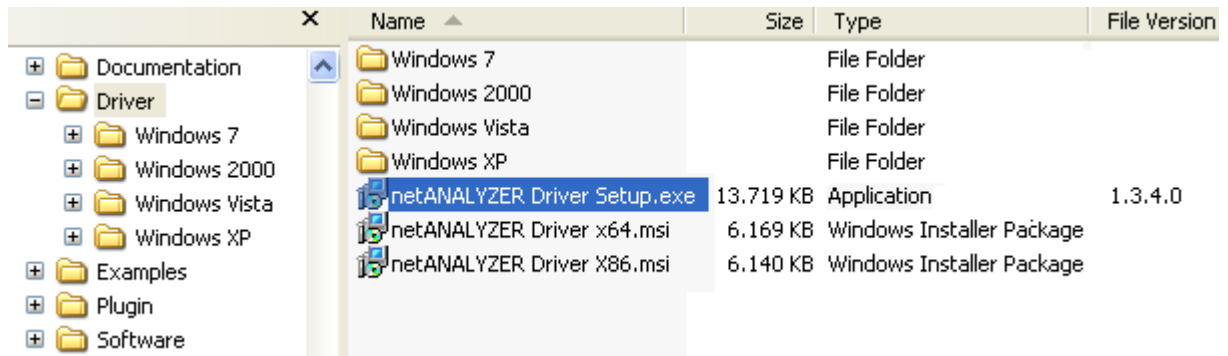 Name Size Type File Version
Documentation
Driver
Windows 7
Windows 2000
Windows Vista
Windows XP
Examples
Plugin
Software
Windows 7 File Folder
Windows 2000 File Folder
Windows Vista File Folder
Windows XP File Folder
netANALYZER Driver Setup.exe 13.719 KB Application 1.3.4.0
netANALYZER Driver x64.msi 6.169 KB Windows Installer Package
netANALYZER Driver X86.msi 6.140 KB Windows Installer Package